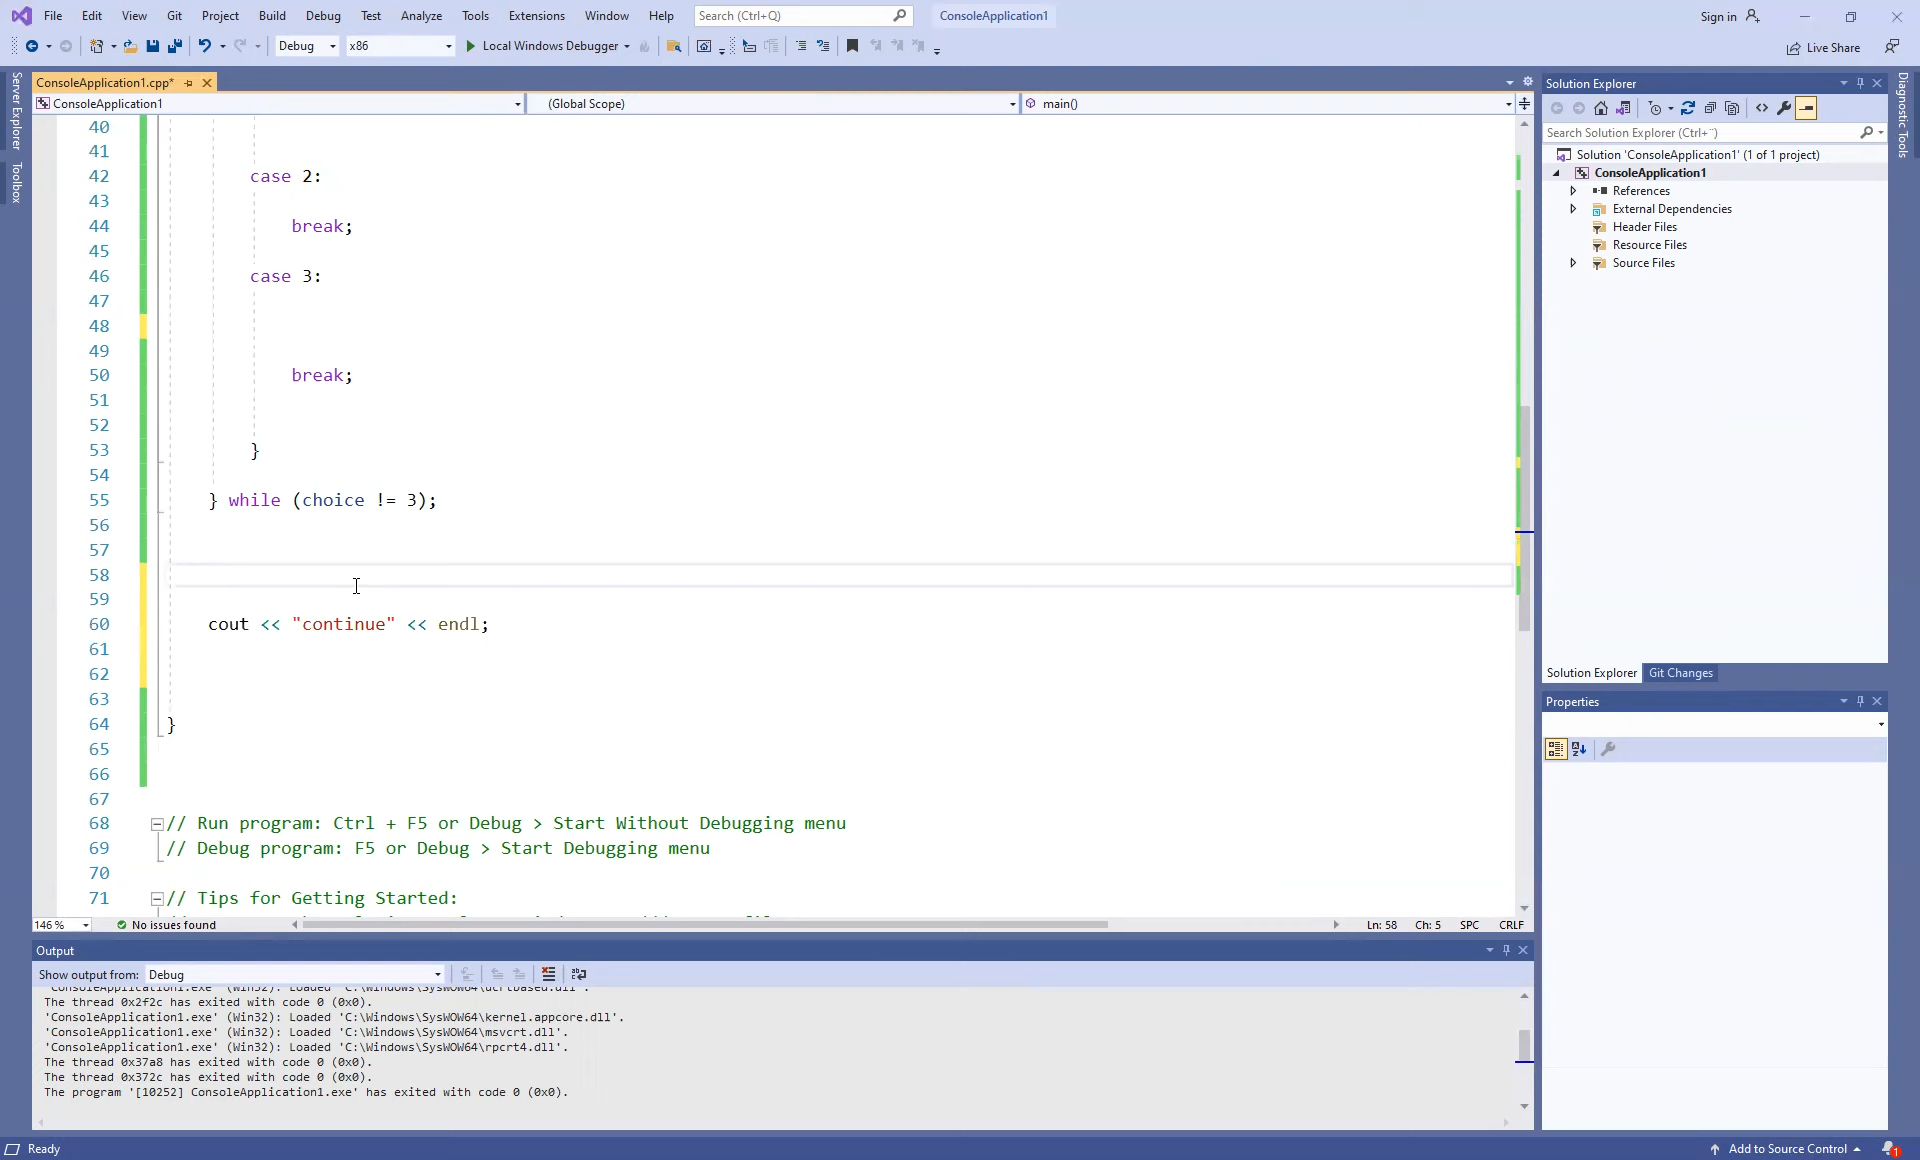 File Edit View Git Project Build Debug Test Analyze Tools Extensions Window Help Search (Ctrl+Q) ConsoleApplication1 Sign in
Debug x86 Local Windows Debugger Live Share
Server Explorer
Toolbox
ConsoleApplication1.cpp*
ConsoleApplication1 (Global Scope) main()
40
41
42 case 2:
43
44 break;
45
46 case 3:
47
48
49
50 break;
51
52
53 }
54
55 } while (choice != 3);
56
57
58
59
60 cout << "continue" << endl;
61
62
63
64 }
65
66
67
68 // Run program: Ctrl + F5 or Debug > Start Without Debugging menu
69 // Debug program: F5 or Debug > Start Debugging menu
70
71 // Tips for Getting Started:
146 % No issues found Ln: 58 Ch: 5 SPC CRLF
Output
Show output from: Debug
'ConsoleApplication1.exe' (Win32): Loaded 'C:\Windows\SysWOW64\ucrtbased.dll'.
The thread 0x2f2c has exited with code 0 (0x0).
'ConsoleApplication1.exe' (Win32): Loaded 'C:\Windows\SysWOW64\kernel.appcore.dll'.
'ConsoleApplication1.exe' (Win32): Loaded 'C:\Windows\SysWOW64\msvcrt.dll'.
'ConsoleApplication1.exe' (Win32): Loaded 'C:\Windows\SysWOW64\rpcrt4.dll'.
The thread 0x37a8 has exited with code 0 (0x0).
The thread 0x372c has exited with code 0 (0x0).
The program '[10252] ConsoleApplication1.exe' has exited with code 0 (0x0).
Solution Explorer
Search Solution Explorer (Ctrl+¨)
Solution 'ConsoleApplication1' (1 of 1 project)
ConsoleApplication1
References
External Dependencies
Header Files
Resource Files
Source Files
Solution Explorer Git Changes
Properties
Diagnostic Tools
Ready Add to Source Control 1